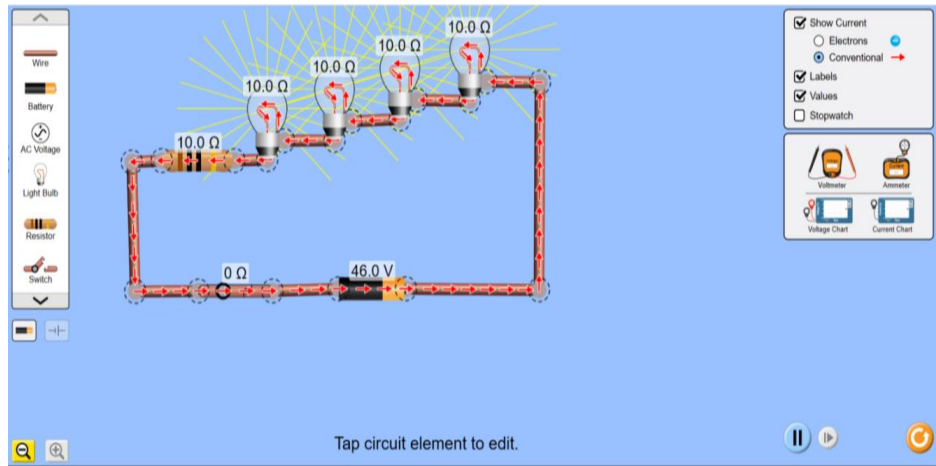 Wire
Battery
AC Voltage
Light Bulb
Resistor
Switch
10.0 Ω
10.0 Ω
10.0 Ω
10.0 Ω
10.0 Ω
0 Ω
46.0 V
Tap circuit element to edit.
Show Current
Electrons
Conventional
Labels
Values
Stopwatch
Voltmeter
Ammeter
Voltage Chart
Current Chart